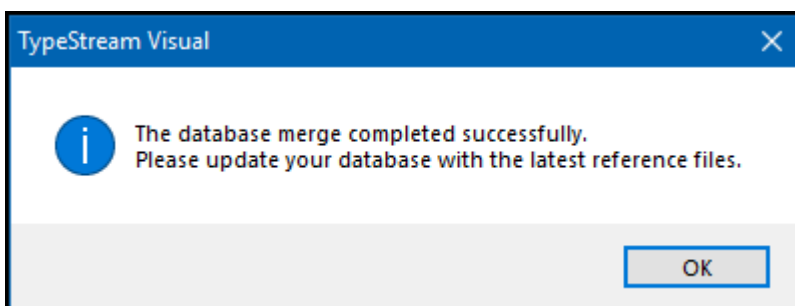 TypeStream Visual
The database merge completed successfully.
Please update your database with the latest reference files.
OK